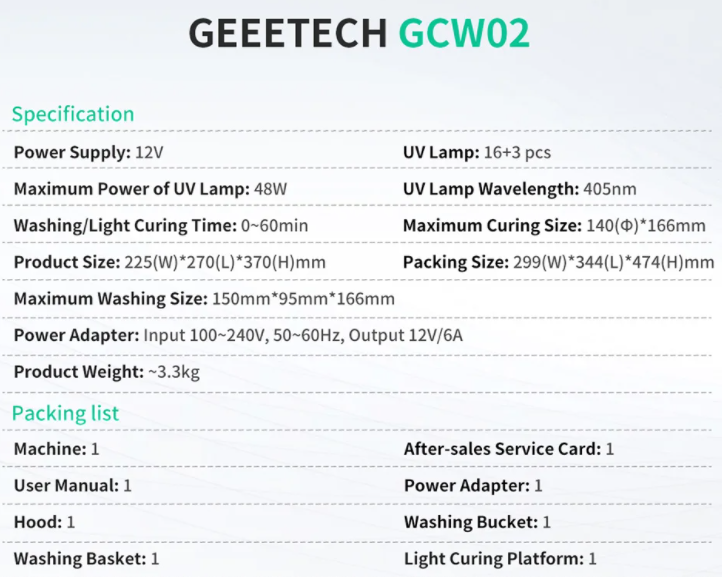 GEEETECH GCW02
Specification
Power Supply: 12V
UV Lamp: 16+3 pcs
Maximum Power of UV Lamp: 48W
UV Lamp Wavelength: 405nm
Washing/Light Curing Time: 0~60min
Maximum Curing Size: 140(Φ)*166mm
Product Size: 225(W)*270(L)*370(H)mm
Packing Size: 299(W)*344(L)*474(H)mm
Maximum Washing Size: 150mm*95mm*166mm
Power Adapter: Input 100~240V, 50~60Hz, Output 12V/6A
Product Weight: ~3.3kg
Packing list
Machine: 1
After-sales Service Card: 1
User Manual: 1
Power Adapter: 1
Hood: 1
Washing Bucket: 1
Washing Basket: 1
Light Curing Platform: 1